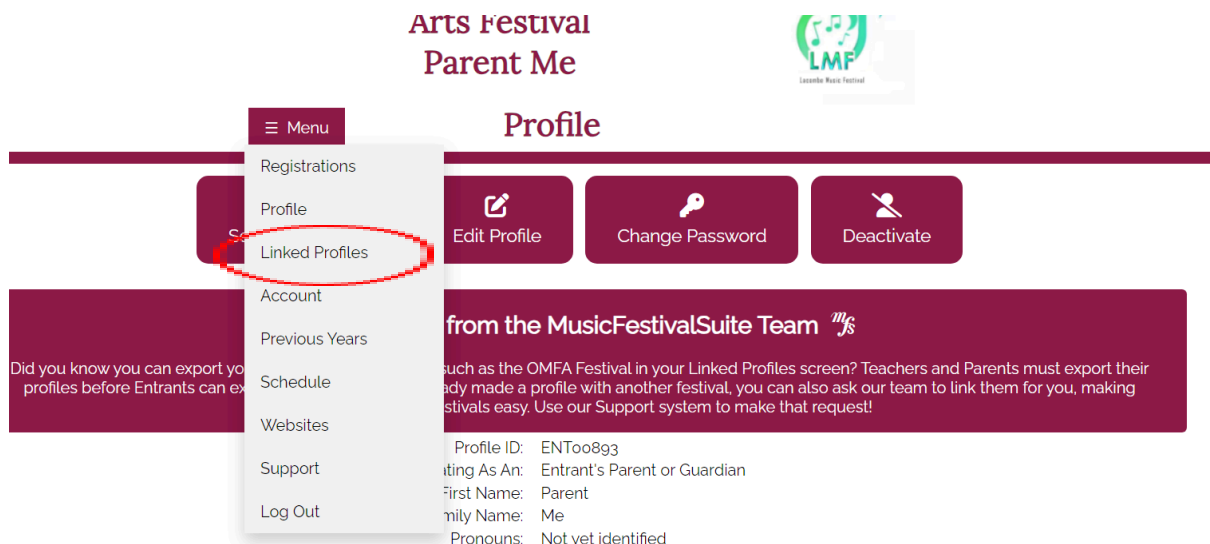 Arts Festival
Parent Me
LMF
Lacombe Music Festival
Profile
☰ Menu
Registrations
Profile
Linked Profiles
Account
Previous Years
Schedule
Websites
Support
Log Out
Edit Profile
Change Password
Deactivate
from the MusicFestivalSuite Team mfs
Did you know you can export yo such as the OMFA Festival in your Linked Profiles screen? Teachers and Parents must export their
profiles before Entrants can ex ady made a profile with another festival, you can also ask our team to link them for you, making
stivals easy. Use our Support system to make that request!
Profile ID: ENT00893
ting As An: Entrant's Parent or Guardian
First Name: Parent
mily Name: Me
Pronouns: Not yet identified